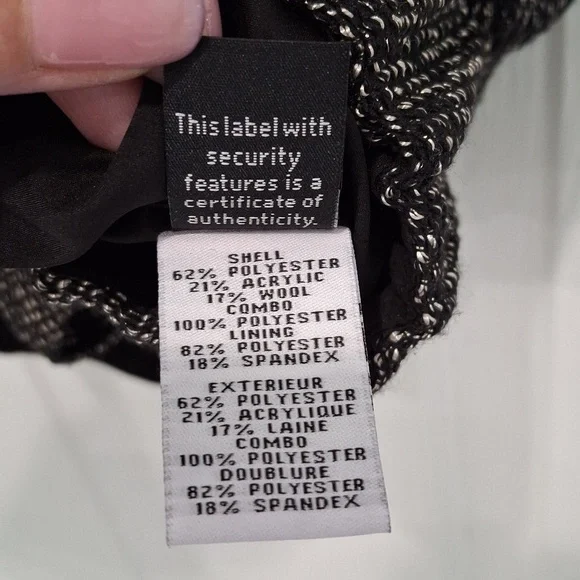 This label with
security
features is a
certificate of
authenticity.
SHELL
62% POLYESTER
21% ACRYLIC
17% WOOL
COMBO
100% POLYESTER
LINING
82% POLYESTER
18% SPANDEX
EXTERIEUR
62% POLYESTER
21% ACRYLIQUE
17% LAINE
COMBO
100% POLYESTER
DOUBLURE
82% POLYESTER
18% SPANDEX